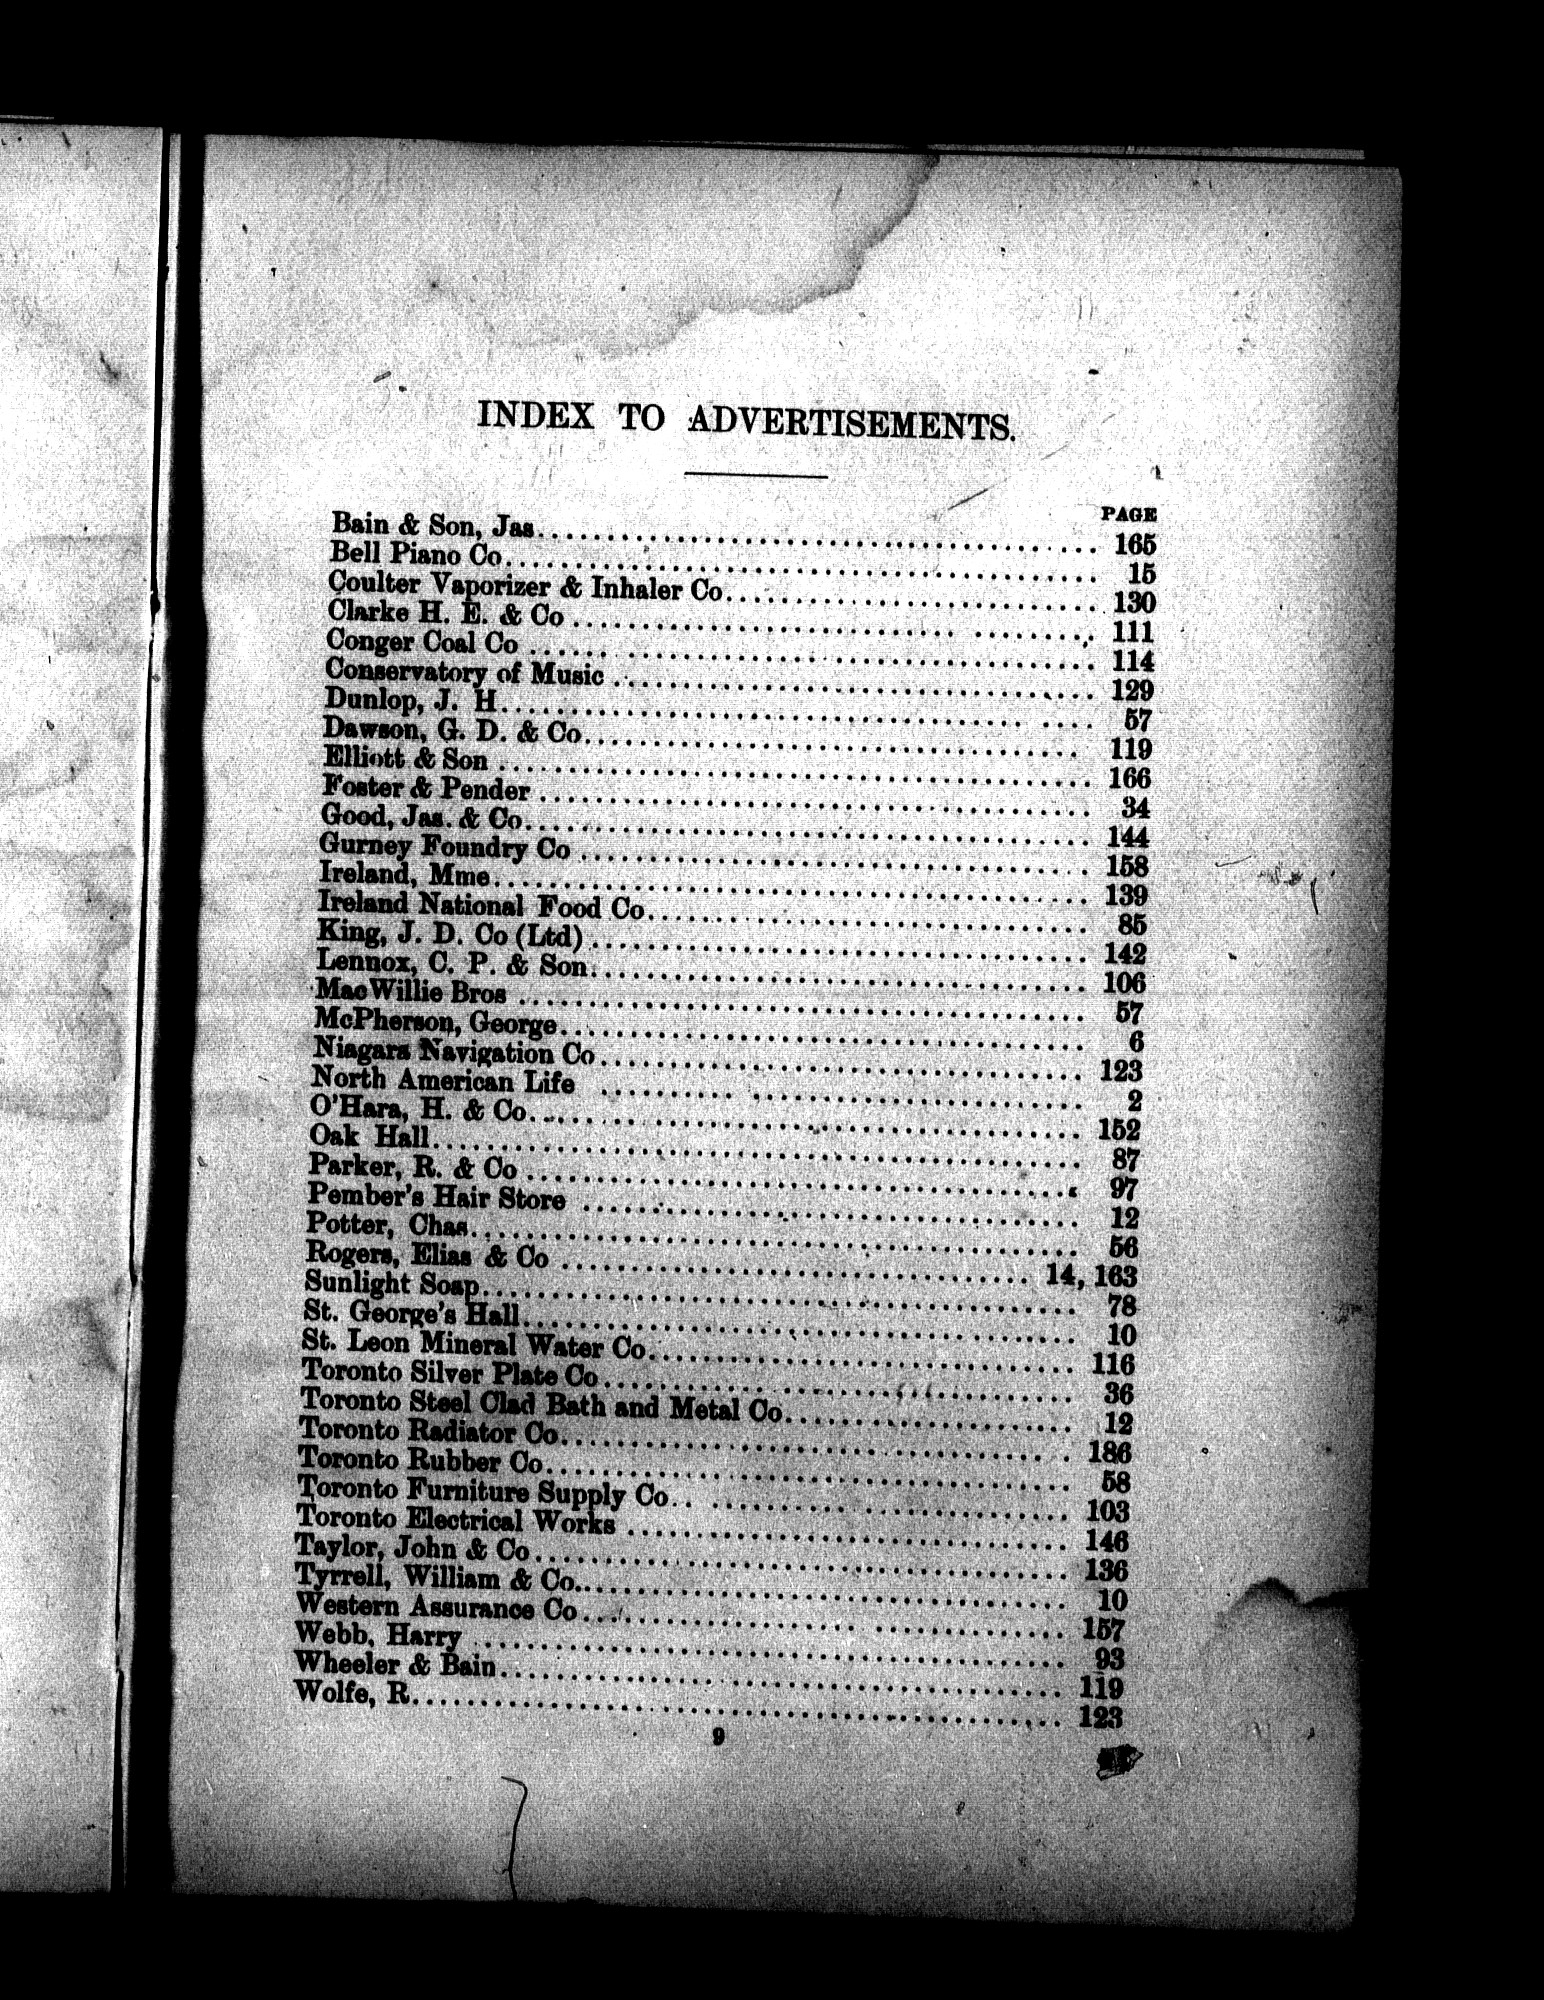 INDEX TO ADVERTISEMENTS.
PAGE
Bain & Son, Jas........ 165
Bell Piano Co........ 15
Coulter Vaporizer & Inhaler Co........ 130
Clarke H. E. & Co ........ 111
Conger Coal Co ........ 114
Conservatory of Music ........ 129
Dunlop, J. H........ 57
Dawson, G. D. & Co........ 119
Elliott & Son ........ 166
Foster & Pender ........ 34
Good, Jas. & Co........ 144
Gurney Foundry Co ........ 158
Ireland, Mme........ 139
Ireland National Food Co........ 85
King, J. D. Co (Ltd) ........ 142
Lennox, C. P. & Son........ 106
MacWillie Bros ........ 57
McPherson, George........ 6
Niagara Navigation Co........ 123
North American Life ........ 2
O'Hara, H. & Co........ 152
Oak Hall........ 87
Parker, R. & Co ........ 97
Pember's Hair Store ........ 12
Potter, Chas........ 56
Rogers, Elias & Co ........ 14, 163
Sunlight Soap........ 78
St. George's Hall........ 10
St. Leon Mineral Water Co........ 116
Toronto Silver Plate Co........ 36
Toronto Steel Clad Bath and Metal Co........ 12
Toronto Radiator Co........ 186
Toronto Rubber Co........ 58
Toronto Furniture Supply Co........ 103
Toronto Electrical Works ........ 146
Taylor, John & Co........ 136
Tyrrell, William & Co........ 10
Western Assurance Co........ 157
Webb, Harry ........ 93
Wheeler & Bain........ 119
Wolfe, R........ 123
9